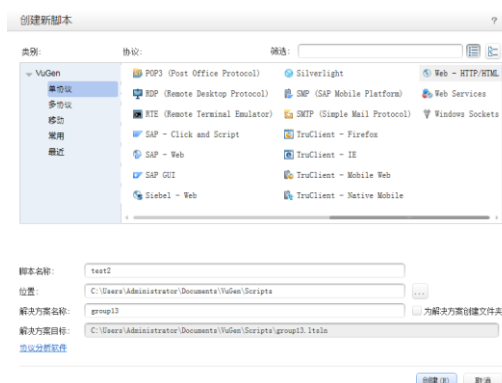 创建新脚本 ?
类别: 协议: 筛选:
VuGen
单协议
多协议
移动
常用
最近
POP3 (Post Office Protocol)
RDP (Remote Desktop Protocol)
RTE (Remote Terminal Emulator)
SAP - Click and Script
SAP - Web
SAP GUI
Siebel - Web
Silverlight
SMP (SAP Mobile Platform)
SMTP (Simple Mail Protocol)
TruClient - Firefox
TruClient - IE
TruClient - Mobile Web
TruClient - Native Mobile
Web - HTTP/HTML
Web Services
Windows Sockets
脚本名称: test2
位置: C:\Users\Administrator\Documents\VuGen\Scripts ...
解决方案名称: group13 为解决方案创建文件夹
解决方案目标: C:\Users\Administrator\Documents\VuGen\Scripts\group13.ltsln
协议分析软件
创建(R) 取消